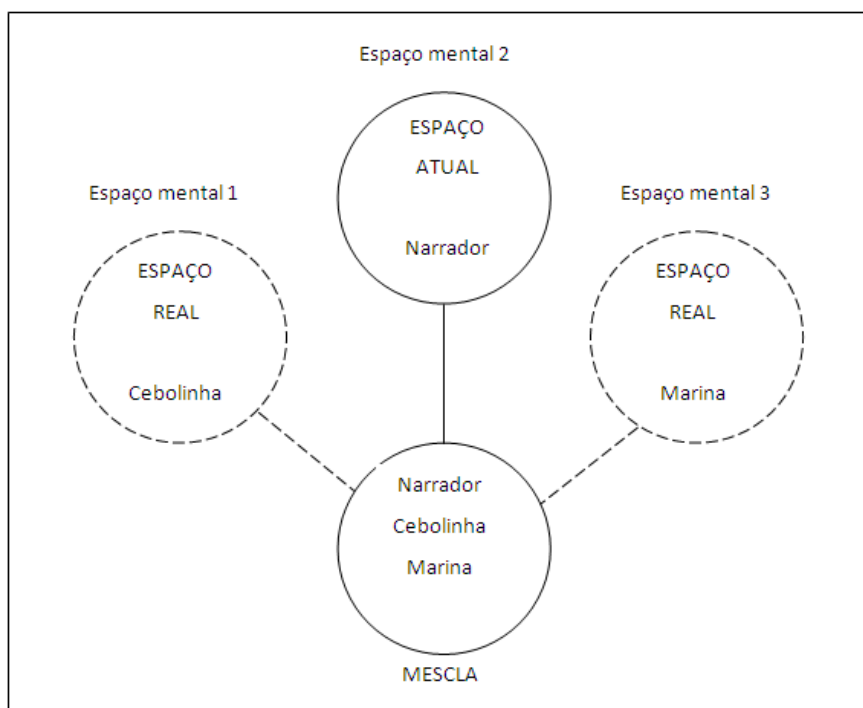 Espaço mental 2
ESPAÇO
ATUAL
Narrador
Espaço mental 1
ESPAÇO
REAL
Cebolinha
Espaço mental 3
ESPAÇO
REAL
Marina
Narrador
Cebolinha
Marina
MESCLA